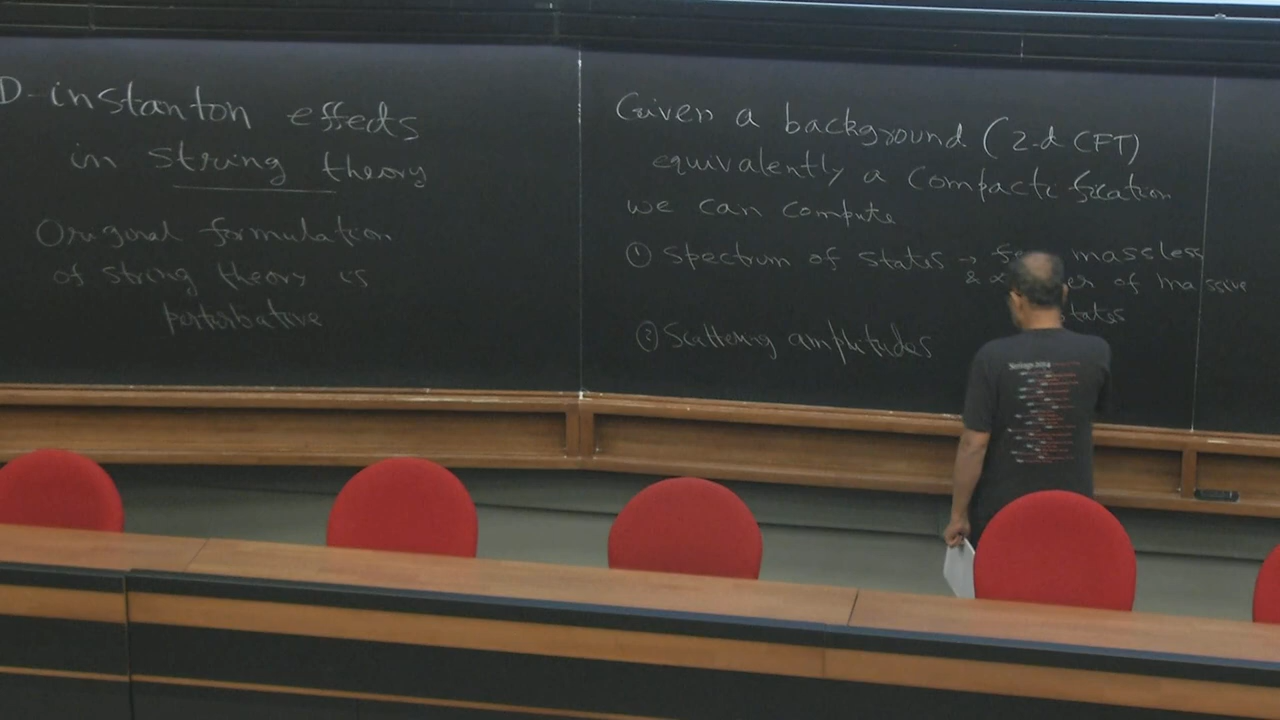 D-instanton effects
in string theory
Original formulation
of string theory is
perturbative
Given a background (2-d CFT)
equivalently a compactification
we can compute
① Spectrum of states → massless
& of massive
states
② Scattering amplitudes